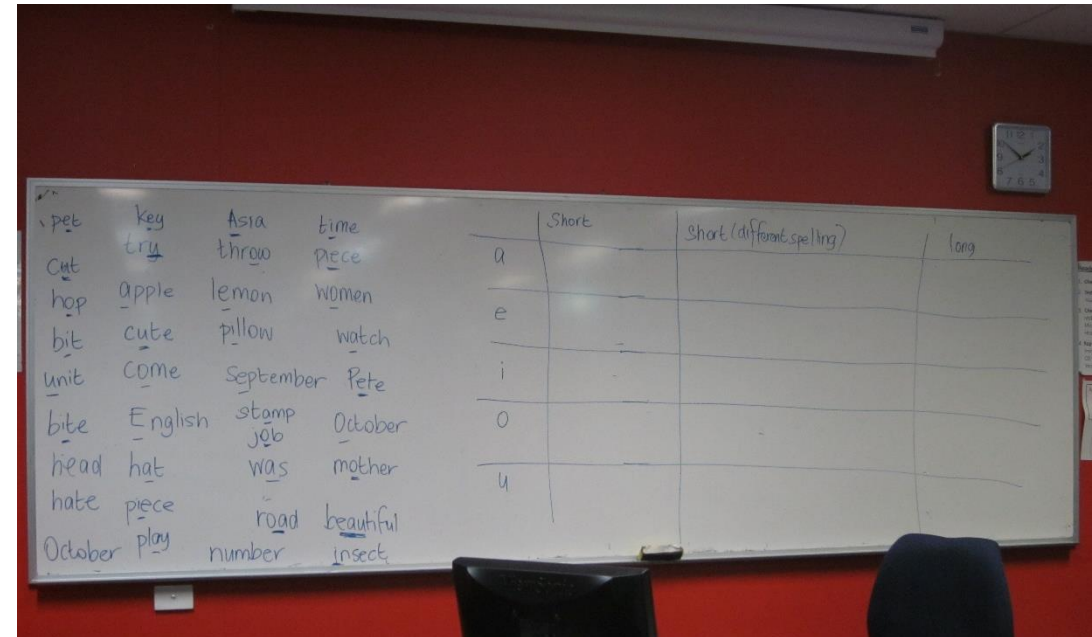 pet key Asia time
try throw piece
cut
hop apple lemon women
bit cute pillow watch
unit come September Pete
bite English stamp October
job
head hat was mother
hate piece road beautiful
October play number insect
Short Short (different spelling?) long
a
e
i
o
u